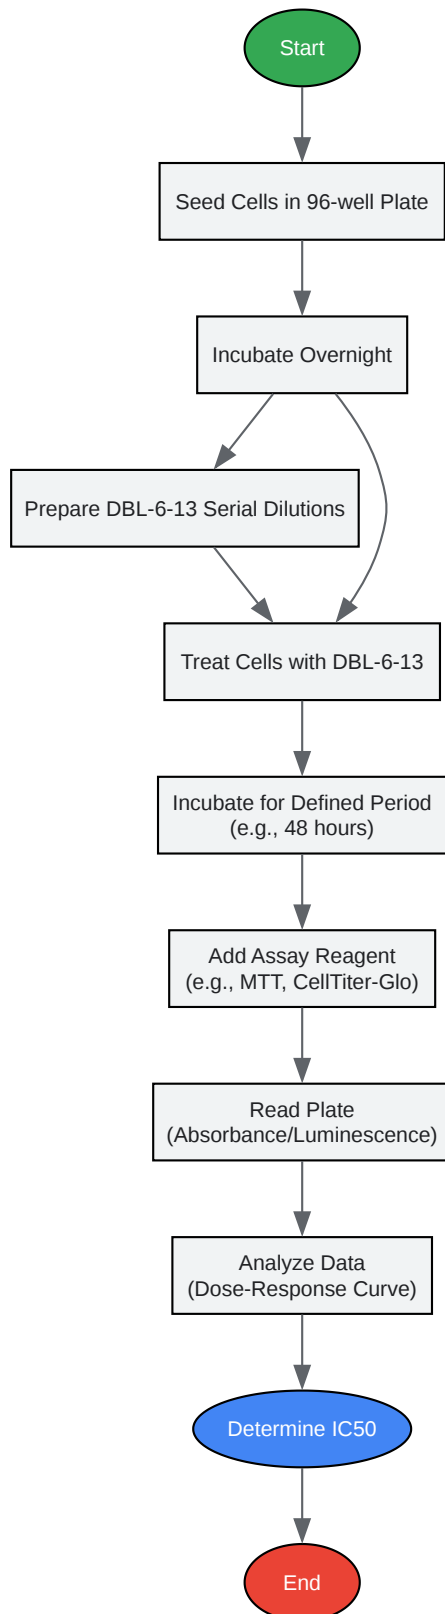 Start
Seed Cells in 96-well Plate
Incubate Overnight
Prepare DBL-6-13 Serial Dilutions
Treat Cells with DBL-6-13
Incubate for Defined Period
(e.g., 48 hours)
Add Assay Reagent
(e.g., MTT, CellTiter-Glo)
Read Plate
(Absorbance/Luminescence)
Analyze Data
(Dose-Response Curve)
Determine IC50
End